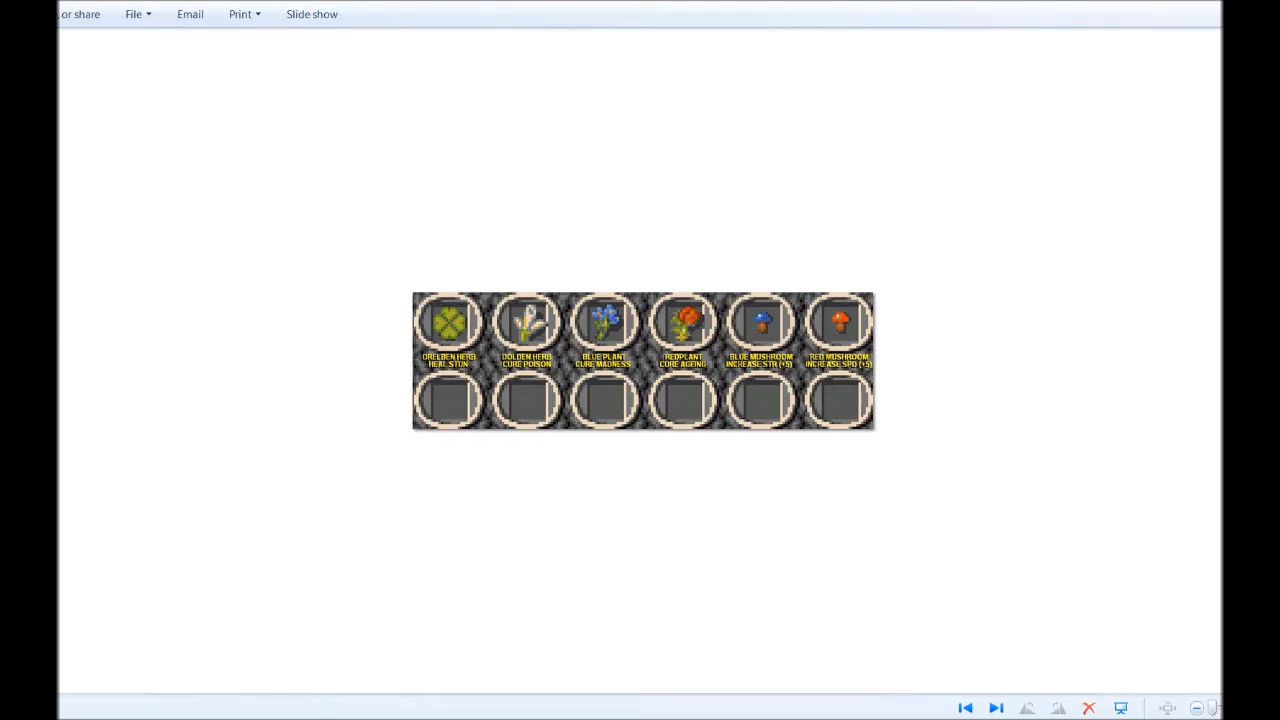 or share File Email Print Slide show
ORELBEN HERB DOLDEN HERB BLUE PLANT REDPLANT BLUE MUSHROOM RED MUSHROOM
HEAL STUN CURE POISON CURE MADNESS CURE AGEING INCREASE STR (+5) INCREASE SPD (+5)